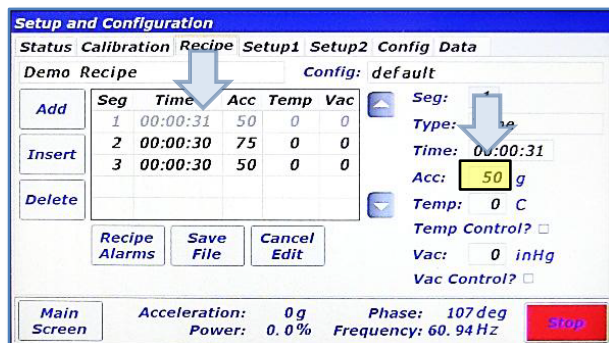 Setup and Configuration
Status Calibration Recipe Setup1 Setup2 Config Data
Demo Recipe Config: default
Add
Insert
Delete
Seg Time Acc Temp Vac
1 00:00:31 50 0 0
2 00:00:30 75 0 0
3 00:00:30 50 0 0
Seg: 1
Type:
Time: 00:00:31
Acc: 50 g
Temp: 0 C
Temp Control?
Vac: 0 inHg
Vac Control?
Recipe Alarms
Save File
Cancel Edit
Main Screen
Acceleration: 0 g Phase: 107 deg
Power: 0.0% Frequency: 60.94 Hz
Stop